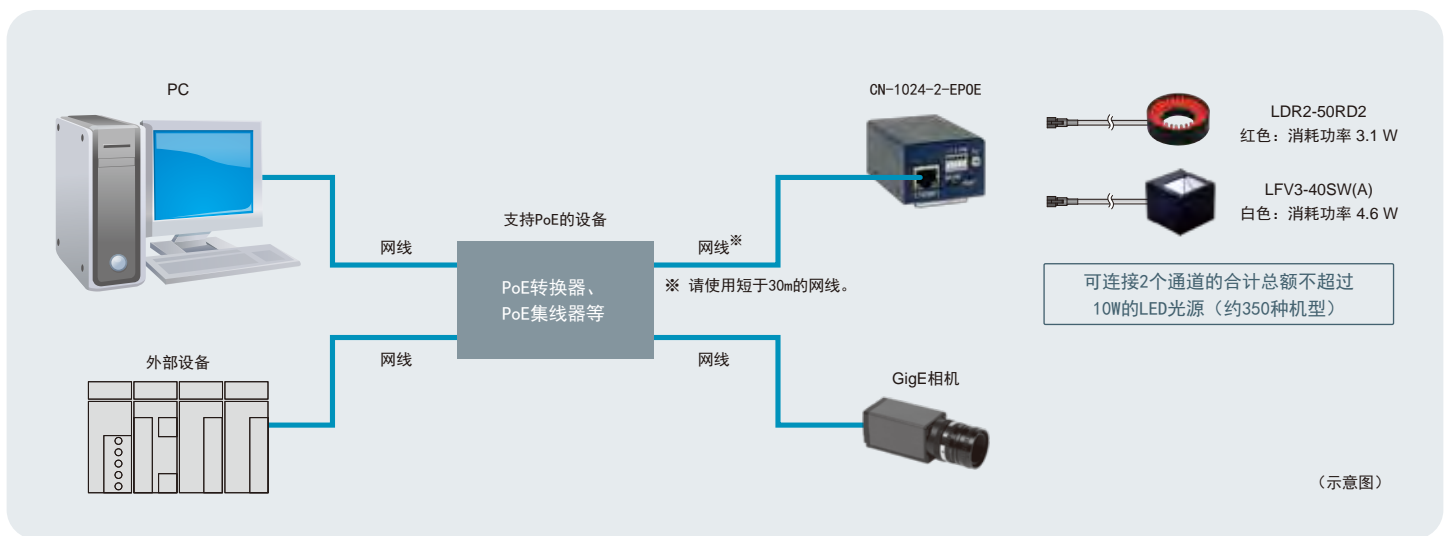 PC
CN-1024-2-EPOE
LDR2-50RD2
红色：消耗功率 3.1 W
LFV3-40SW(A)
白色：消耗功率 4.6 W
支持PoE的设备
网线
网线※
PoE转换器、
PoE集线器等
※ 请使用短于30m的网线。
可连接2个通道的合计总额不超过
10W的LED光源（约350种机型）
外部设备
网线
网线
GigE相机
（示意图）